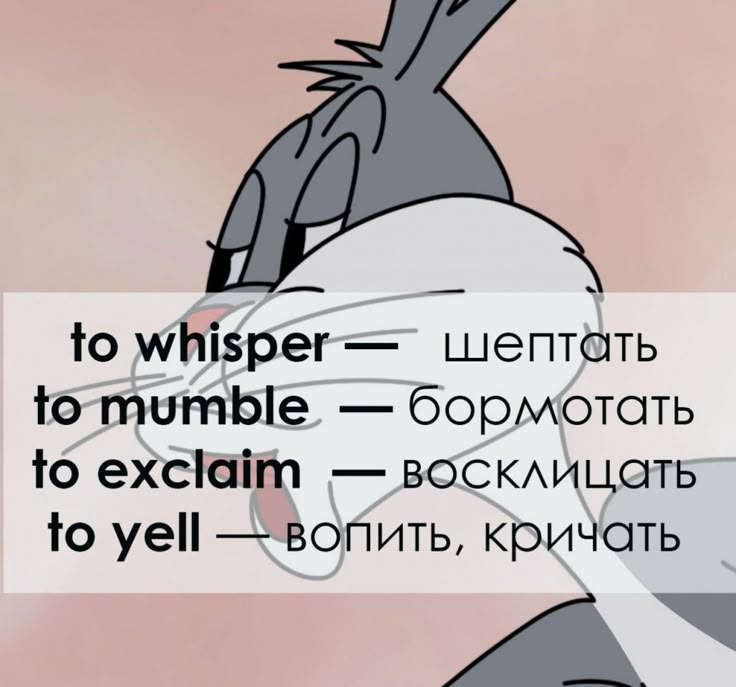 to whisper — шептать
to mumble — бормотать
to exclaim — восклицать
to yell — вопить, кричать